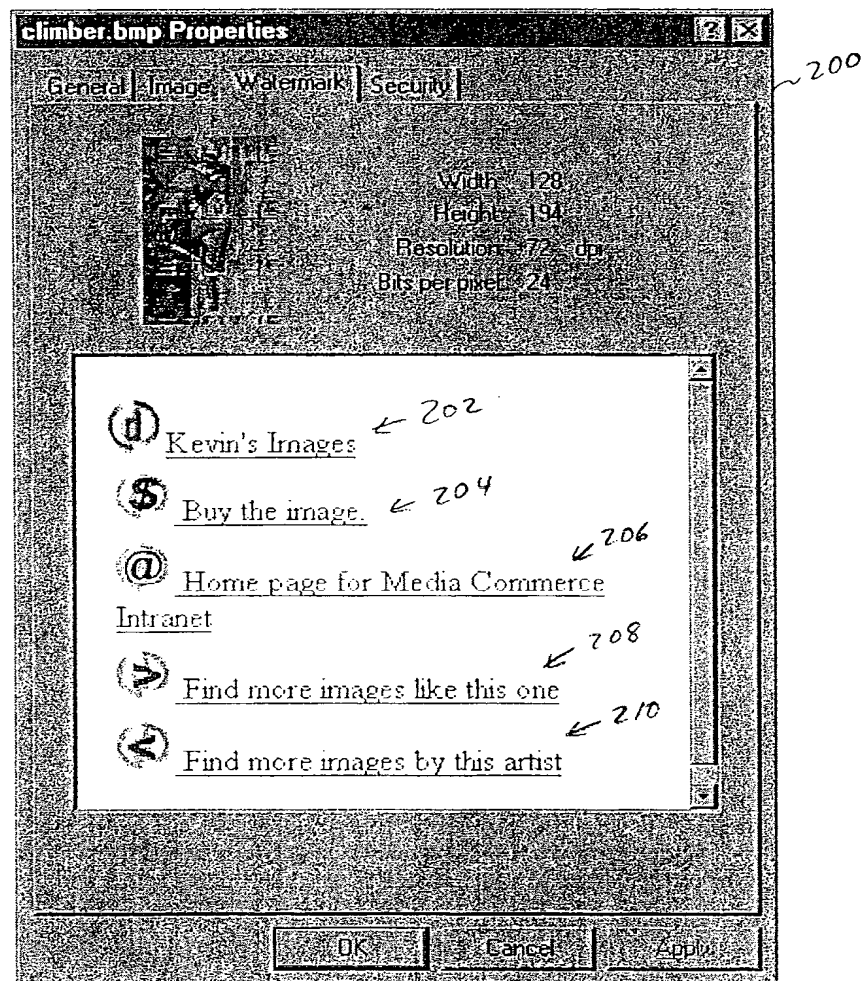 climber.bmp Properties
200
General Image Watermark Security
Width: 128
Height: 194
Resolution: 72 dpi
Bits per pixel: 24
d Kevin's Images 202
$ Buy the image. 204
206
@ Home page for Media Commerce
Intranet
208
> Find more images like this one
210
< Find more images by this artist
OK Cancel Apply